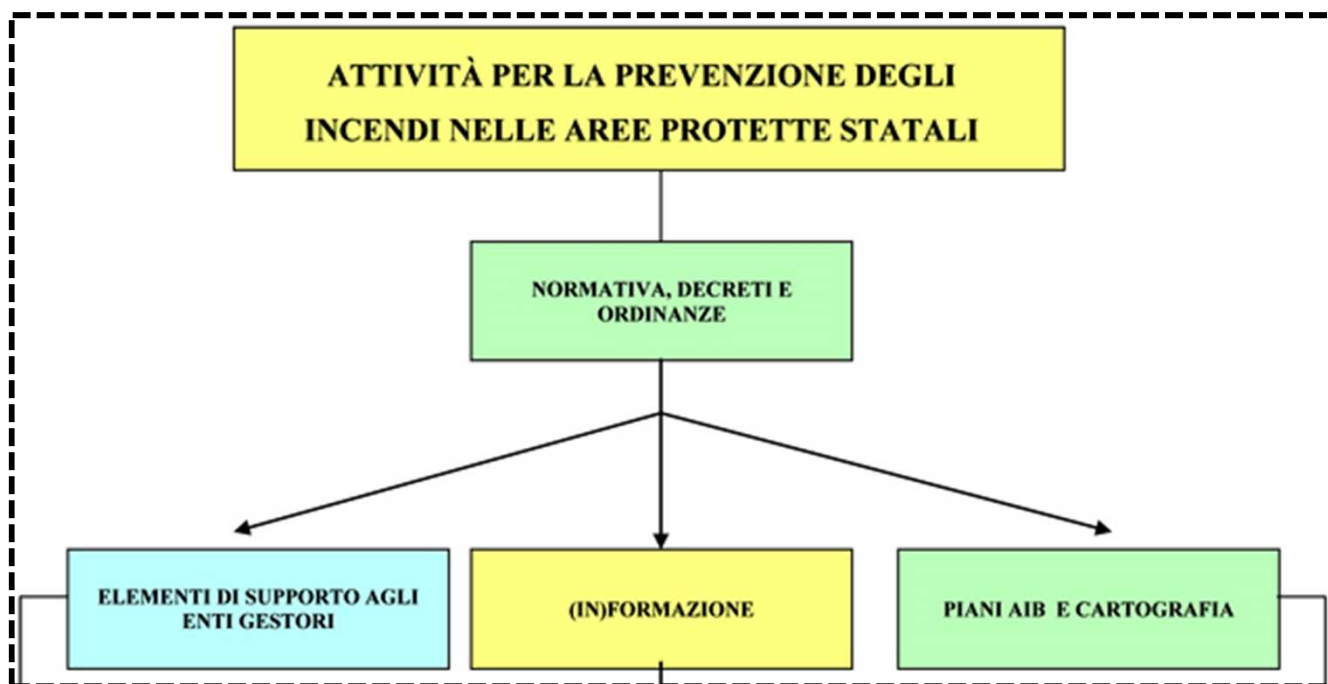 ATTIVITÀ PER LA PREVENZIONE DEGLI
INCENDI NELLE AREE PROTETTE STATALI
NORMATIVA, DECRETI E
ORDINANZE
ELEMENTI DI SUPPORTO AGLI
ENTI GESTORI
(IN)FORMAZIONE
PIANI AIB E CARTOGRAFIA